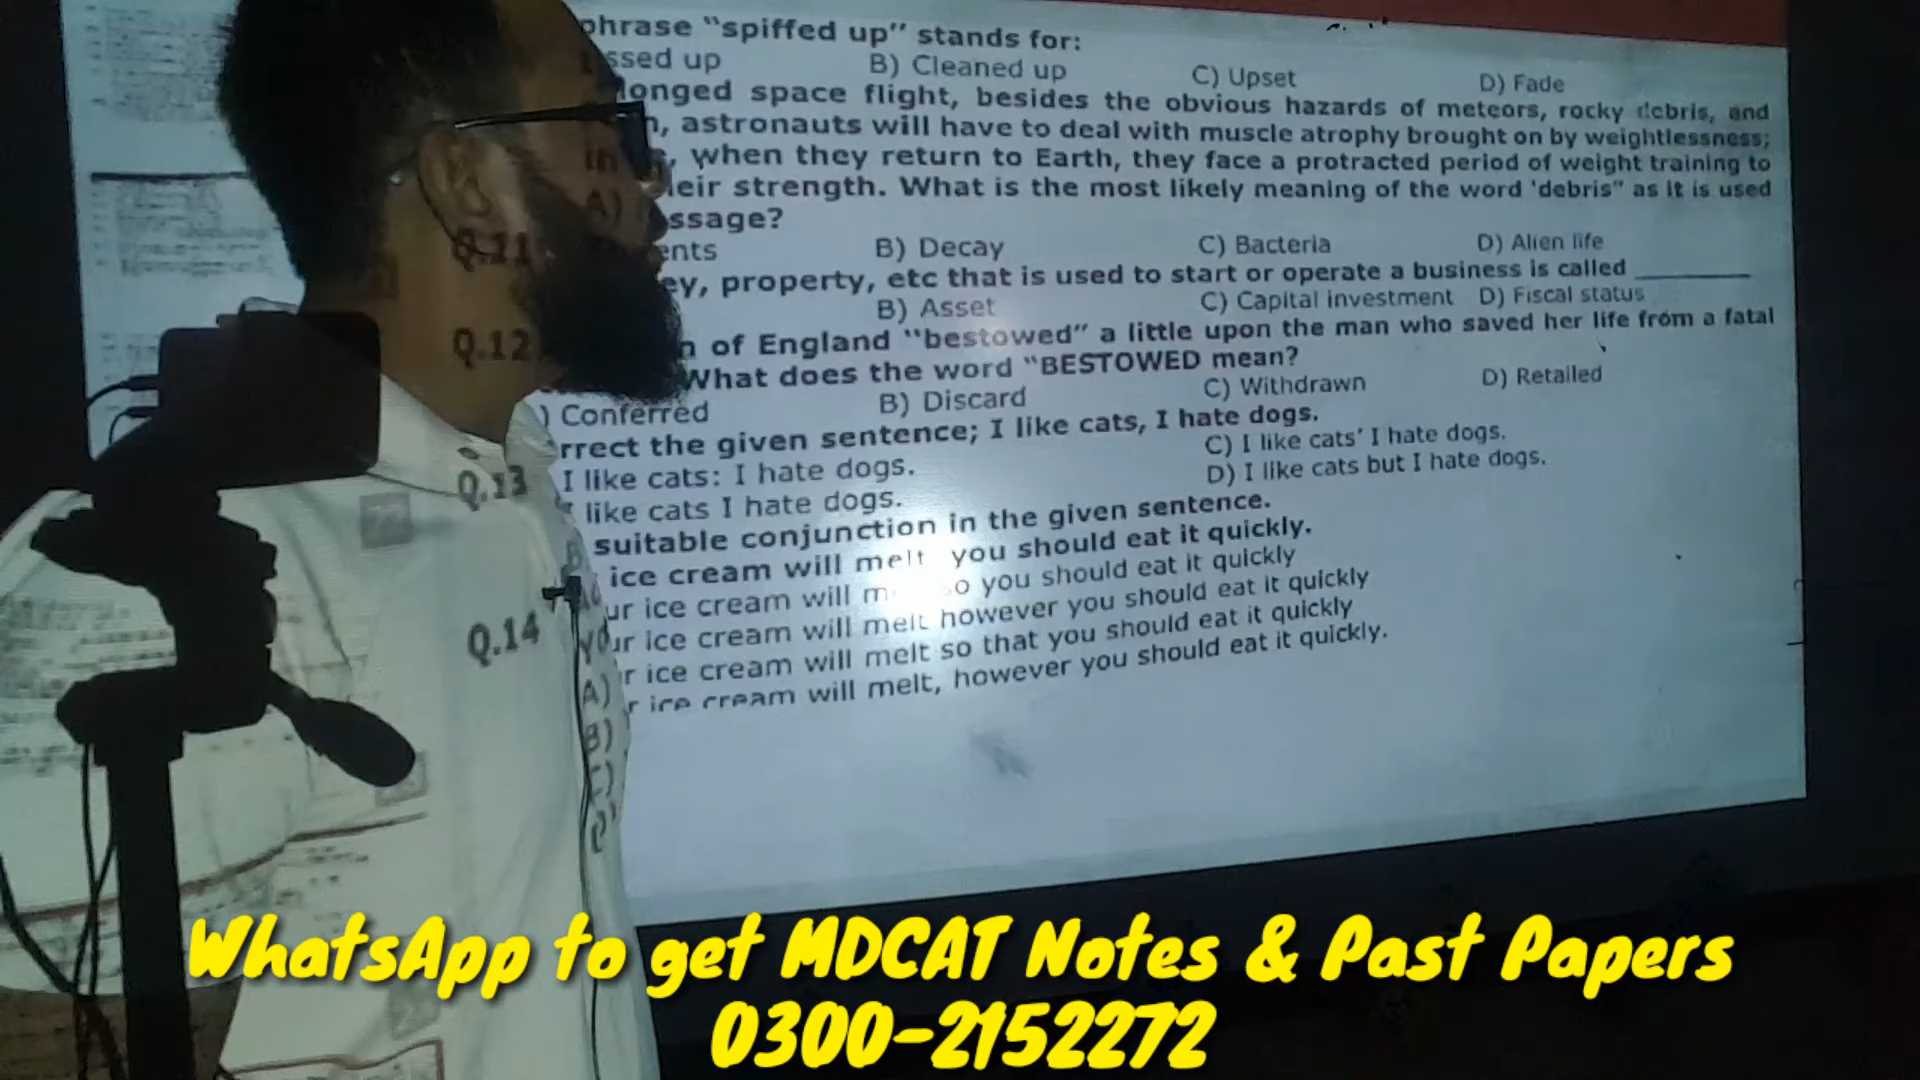 phrase "spiffed up" stands for:
ssed up B) Cleaned up C) Upset D) Fade
longed space flight, besides the obvious hazards of meteors, rocky debris, and
n, astronauts will have to deal with muscle atrophy brought on by weightlessness;
when they return to Earth, they face a protracted period of weight training to
eir strength. What is the most likely meaning of the word 'debris" as it is used
in
A) ssage?
Q.11 ents B) Decay C) Bacteria D) Alien life
ey, property, etc that is used to start or operate a business is called
B) Asset C) Capital investment D) Fiscal status
Q.12 n of England "bestowed" a little upon the man who saved her life from a fatal
What does the word "BESTOWED mean?
) Conferred B) Discard C) Withdrawn D) Retailed
Q.13 rrect the given sentence; I like cats, I hate dogs.
I like cats: I hate dogs. C) I like cats' I hate dogs.
I like cats I hate dogs. D) I like cats but I hate dogs.
Q.14 suitable conjunction in the given sentence.
ice cream will melt you should eat it quickly.
A) ur ice cream will m so you should eat it quickly
B) your ice cream will melt however you should eat it quickly
C) r ice cream will melt so that you should eat it quickly
D) r ice cream will melt, however you should eat it quickly.
WhatsApp to get MDCAT Notes & Past Papers
0300-2152272